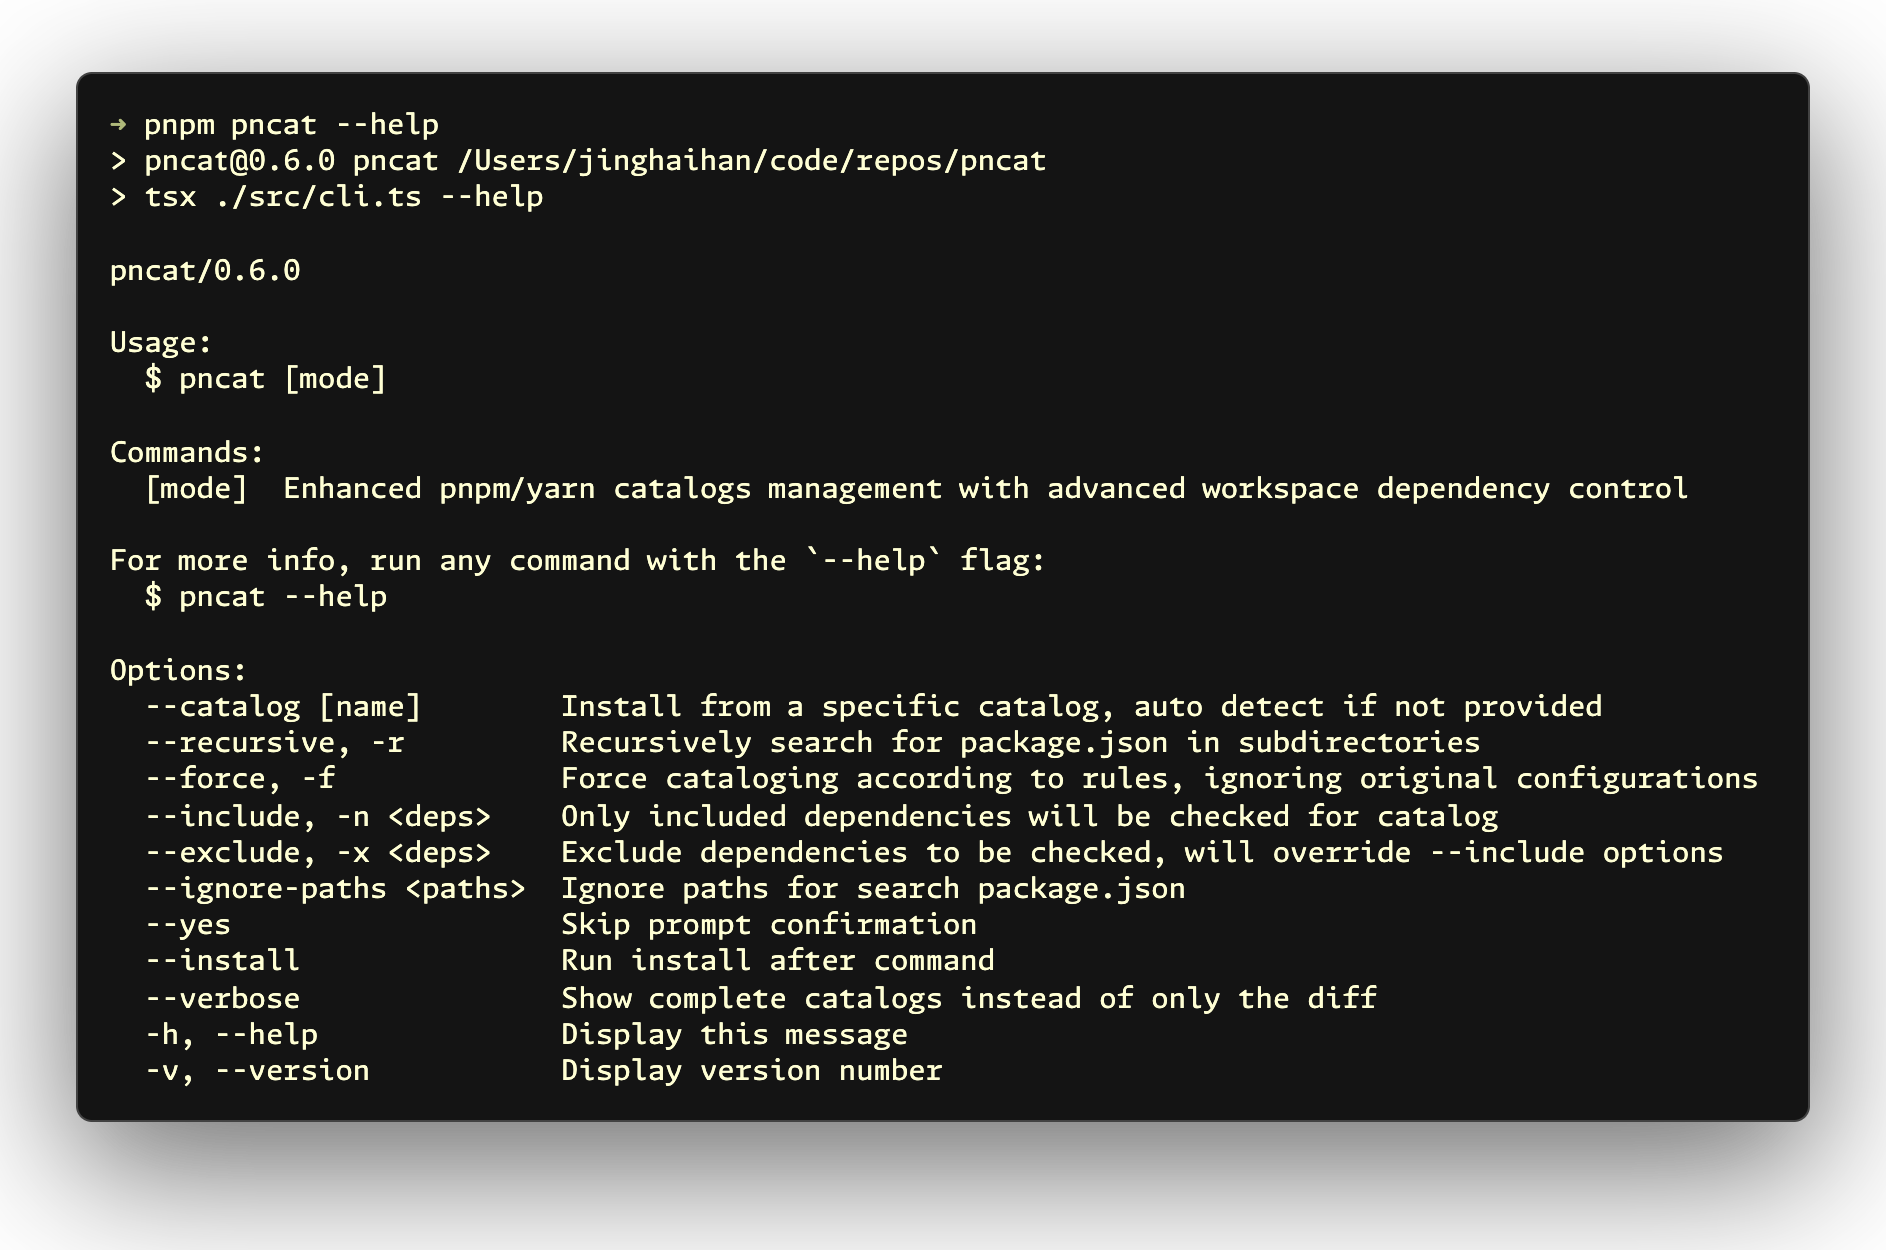 ➜ pnpm pncat --help
> pncat@0.6.0 pncat /Users/jinghaihan/code/repos/pncat
> tsx ./src/cli.ts --help

pncat/0.6.0

Usage:
  $ pncat [mode]

Commands:
  [mode]  Enhanced pnpm/yarn catalogs management with advanced workspace dependency control

For more info, run any command with the `--help` flag:
  $ pncat --help

Options:
  --catalog [name]        Install from a specific catalog, auto detect if not provided
  --recursive, -r         Recursively search for package.json in subdirectories
  --force, -f             Force cataloging according to rules, ignoring original configurations
  --include, -n <deps>    Only included dependencies will be checked for catalog
  --exclude, -x <deps>    Exclude dependencies to be checked, will override --include options
  --ignore-paths <paths>  Ignore paths for search package.json
  --yes                   Skip prompt confirmation
  --install               Run install after command
  --verbose               Show complete catalogs instead of only the diff
  -h, --help              Display this message
  -v, --version           Display version number